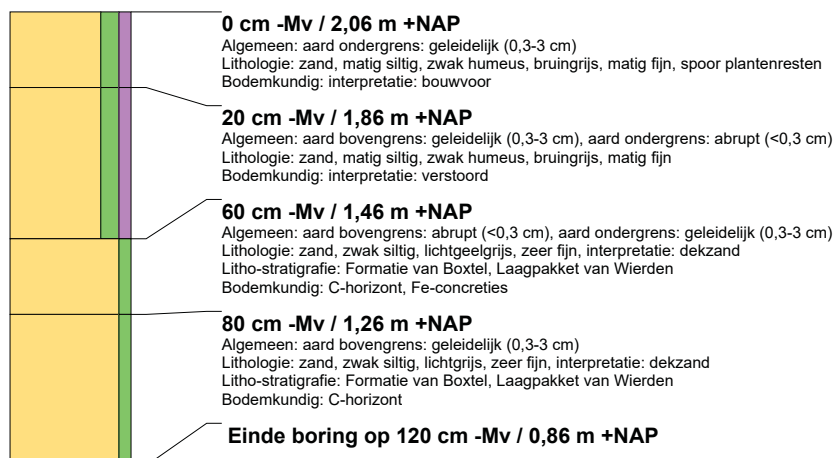 0 cm -Mv / 2,06 m +NAP
Algemeen: aard ondergrens: geleidelijk (0,3-3 cm)
Lithologie: zand, matig siltig, zwak humeus, bruingrijs, matig fijn, spoor plantenresten
Bodemkundig: interpretatie: bouwvoor
20 cm -Mv / 1,86 m +NAP
Algemeen: aard bovengrens: geleidelijk (0,3-3 cm), aard ondergrens: abrupt (<0,3 cm)
Lithologie: zand, matig siltig, zwak humeus, bruingrijs, matig fijn
Bodemkundig: interpretatie: verstoord
60 cm -Mv / 1,46 m +NAP
Algemeen: aard bovengrens: abrupt (<0,3 cm), aard ondergrens: geleidelijk (0,3-3 cm)
Lithologie: zand, zwak siltig, lichtgeelgrijs, zeer fijn, interpretatie: dekzand
Litho-stratigrafie: Formatie van Boxtel, Laagpakket van Wierden
Bodemkundig: C-horizont, Fe-concreties
80 cm -Mv / 1,26 m +NAP
Algemeen: aard bovengrens: geleidelijk (0,3-3 cm)
Lithologie: zand, zwak siltig, lichtgrijs, zeer fijn, interpretatie: dekzand
Litho-stratigrafie: Formatie van Boxtel, Laagpakket van Wierden
Bodemkundig: C-horizont
Einde boring op 120 cm -Mv / 0,86 m +NAP